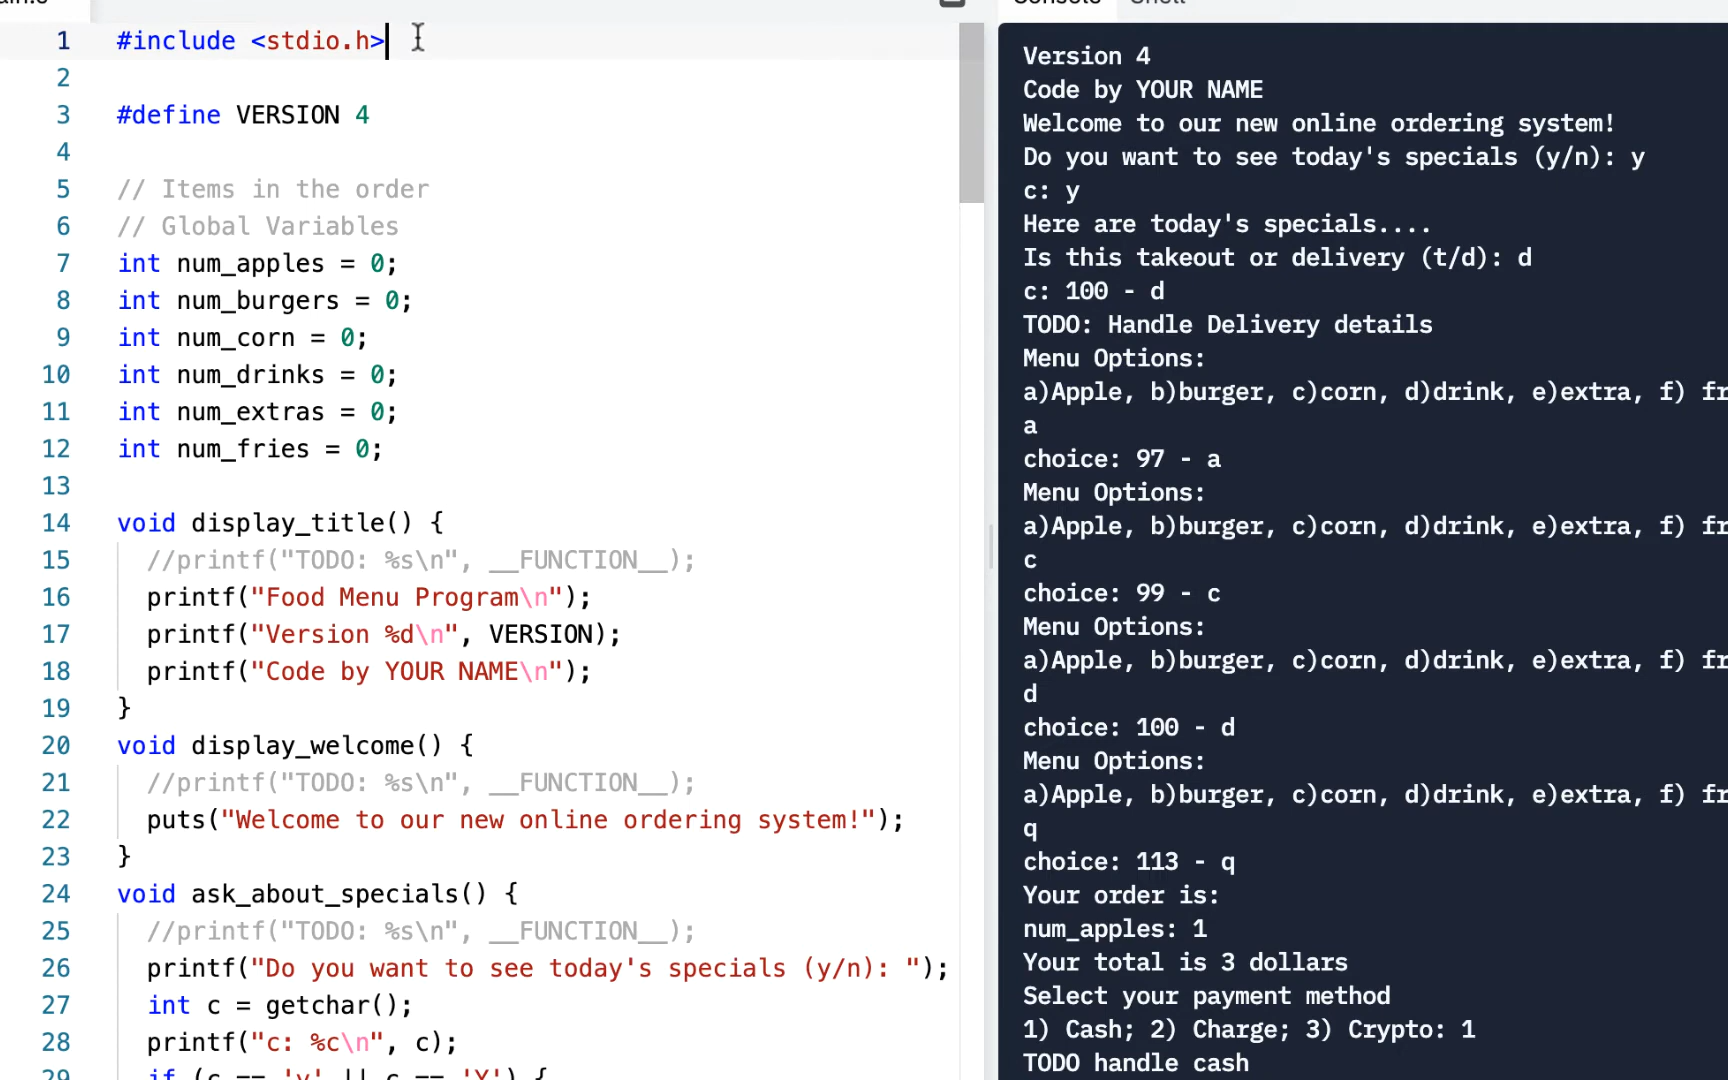 1 #include <stdio.h>
2
3 #define VERSION 4
4
5 // Items in the order
6 // Global Variables
7 int num_apples = 0;
8 int num_burgers = 0;
9 int num_corn = 0;
10 int num_drinks = 0;
11 int num_extras = 0;
12 int num_fries = 0;
13
14 void display_title() {
15 //printf("TODO: %s\n", __FUNCTION__);
16 printf("Food Menu Program\n");
17 printf("Version %d\n", VERSION);
18 printf("Code by YOUR NAME\n");
19 }
20 void display_welcome() {
21 //printf("TODO: %s\n", __FUNCTION__);
22 puts("Welcome to our new online ordering system!");
23 }
24 void ask_about_specials() {
25 //printf("TODO: %s\n", __FUNCTION__);
26 printf("Do you want to see today's specials (y/n): ");
27 int c = getchar();
28 printf("c: %c\n", c);
29 if (c == 'y' || c == 'Y') {
Console Shell
Version 4
Code by YOUR NAME
Welcome to our new online ordering system!
Do you want to see today's specials (y/n): y
c: y
Here are today's specials....
Is this takeout or delivery (t/d): d
c: 100 - d
TODO: Handle Delivery details
Menu Options:
a)Apple, b)burger, c)corn, d)drink, e)extra, f) fr
a
choice: 97 - a
Menu Options:
a)Apple, b)burger, c)corn, d)drink, e)extra, f) fr
c
choice: 99 - c
Menu Options:
a)Apple, b)burger, c)corn, d)drink, e)extra, f) fr
d
choice: 100 - d
Menu Options:
a)Apple, b)burger, c)corn, d)drink, e)extra, f) fr
q
choice: 113 - q
Your order is:
num_apples: 1
Your total is 3 dollars
Select your payment method
1) Cash; 2) Charge; 3) Crypto: 1
TODO handle cash